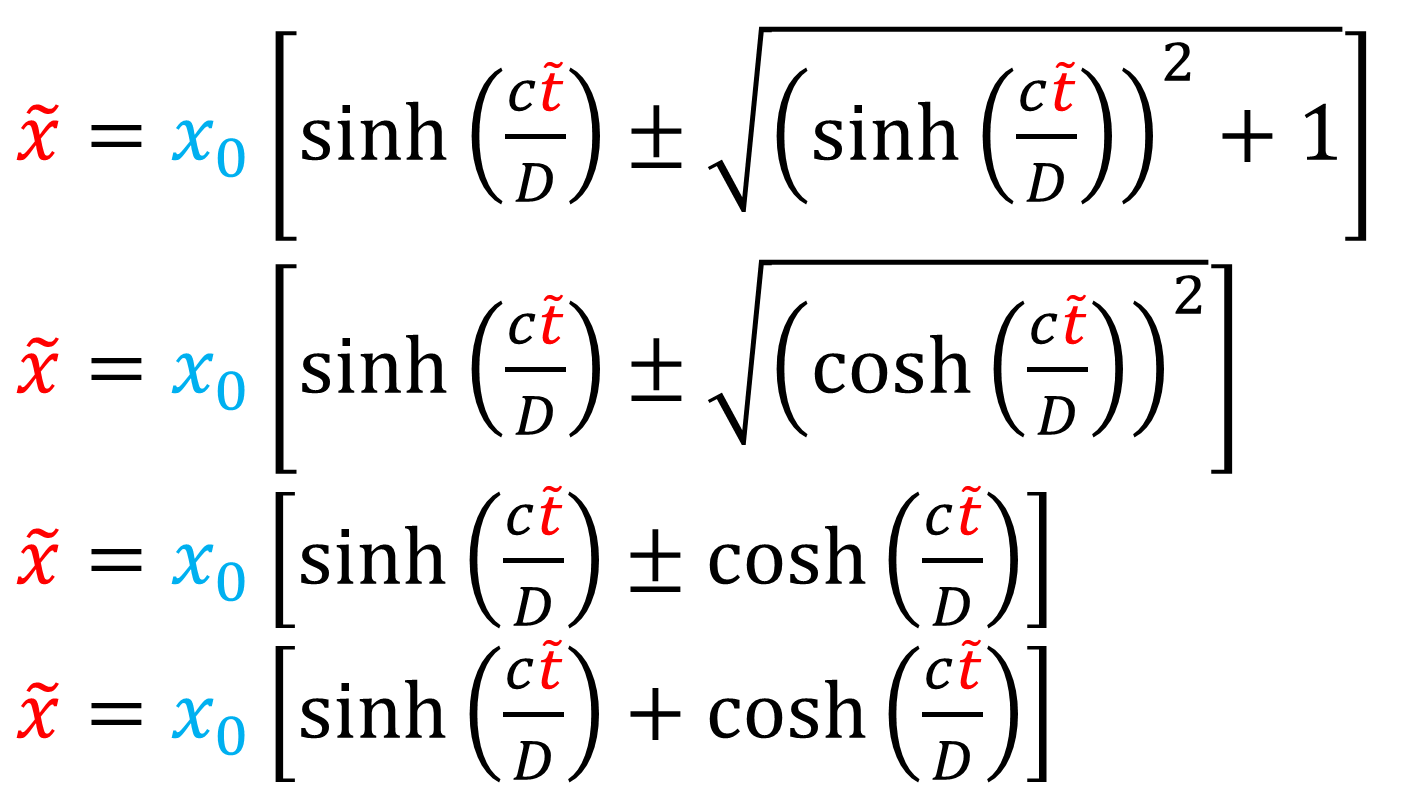 x̃ = x₀ [sinh (ct̃/D) ± √((sinh (ct̃/D))² + 1)]
x̃ = x₀ [sinh (ct̃/D) ± √((cosh (ct̃/D))²)]
x̃ = x₀ [sinh (ct̃/D) ± cosh (ct̃/D)]
x̃ = x₀ [sinh (ct̃/D) + cosh (ct̃/D)]